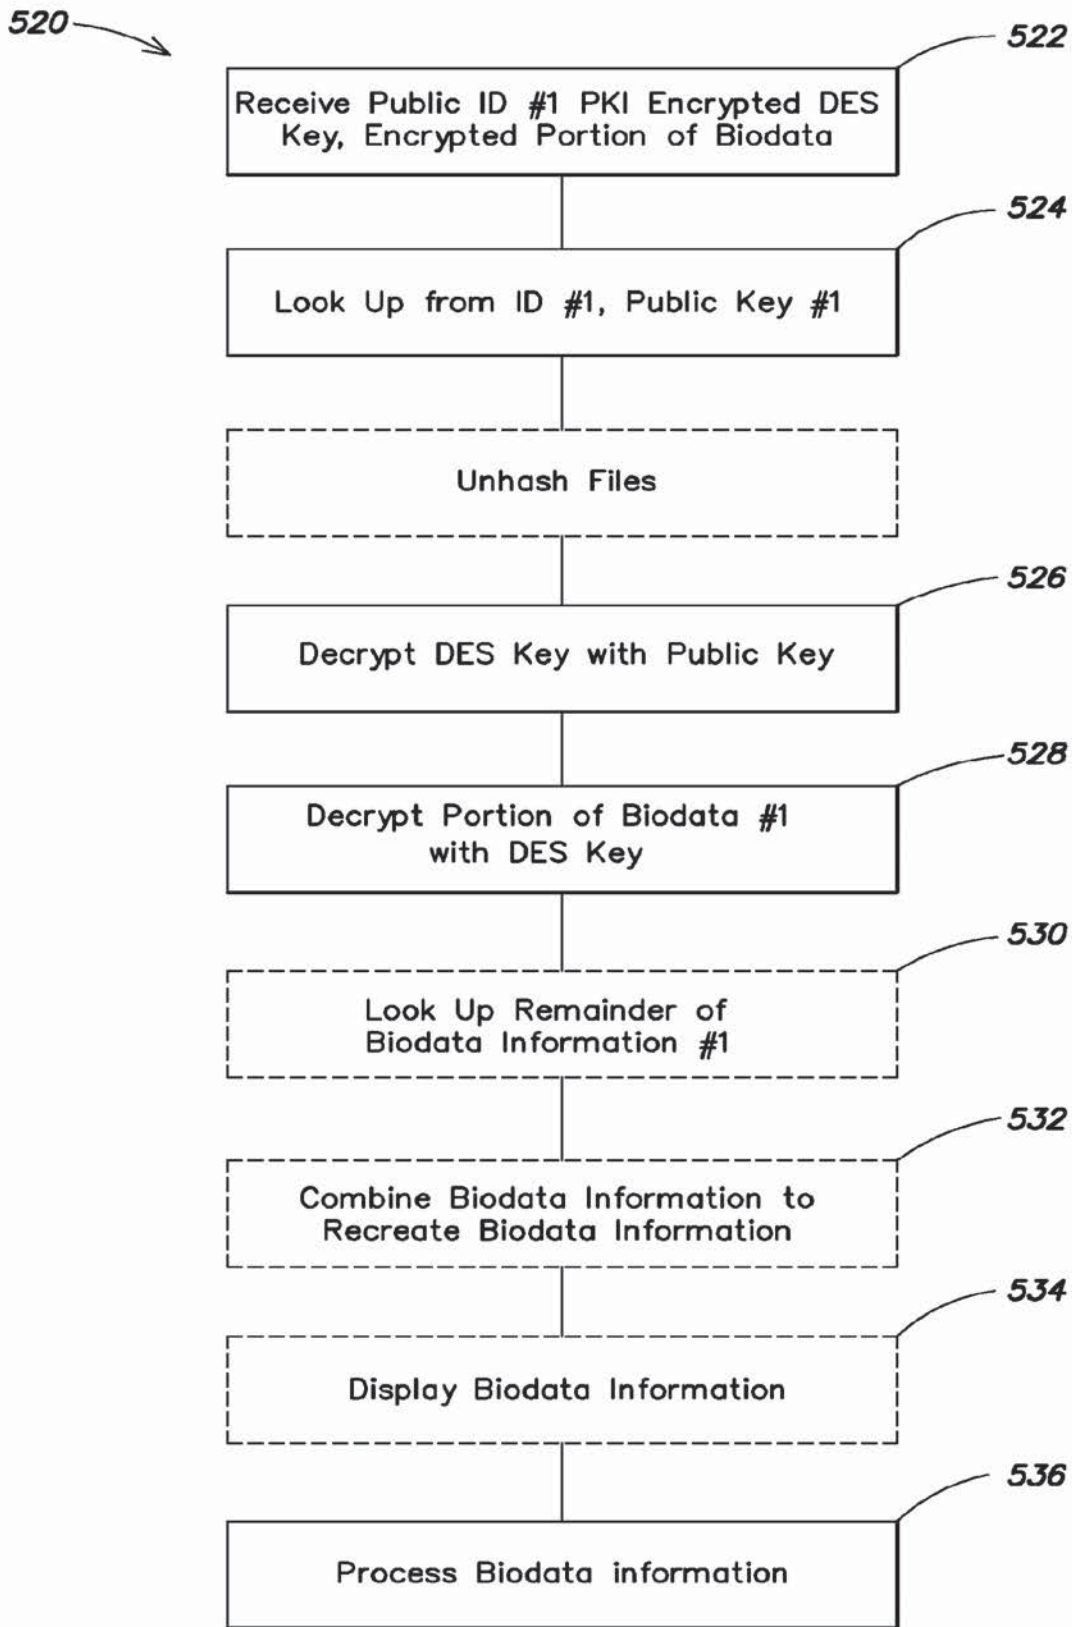 520
522
Receive Public ID #1 PKI Encrypted DES
Key, Encrypted Portion of Biodata
524
Look Up from ID #1, Public Key #1
Unhash Files
526
Decrypt DES Key with Public Key
528
Decrypt Portion of Biodata #1
with DES Key
530
Look Up Remainder of
Biodata Information #1
532
Combine Biodata Information to
Recreate Biodata Information
534
Display Biodata Information
536
Process Biodata information